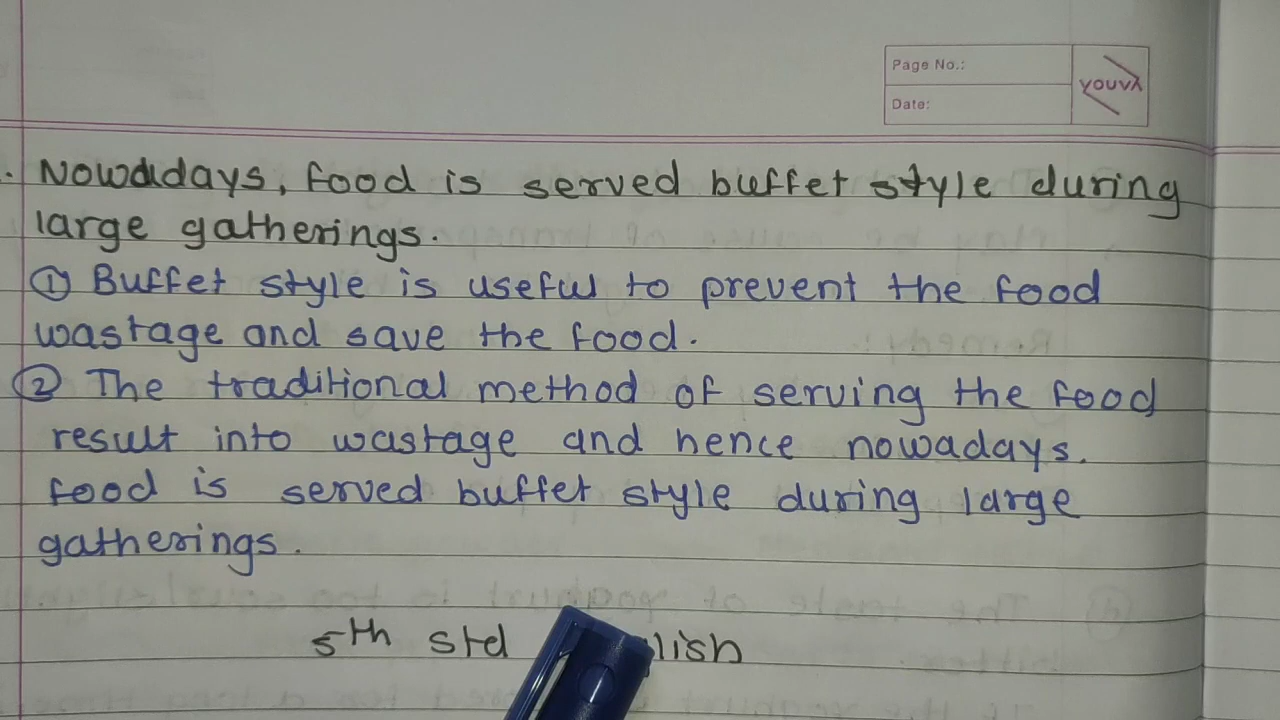 Page No.:
Date:
YOUVA
. Nowadays, food is served buffet style during
large gatherings.
① Buffet style is useful to prevent the food
wastage and save the food.
② The traditional method of serving the food
result into wastage and hence nowadays.
food is served buffet style during large
gatherings.
5th std lish